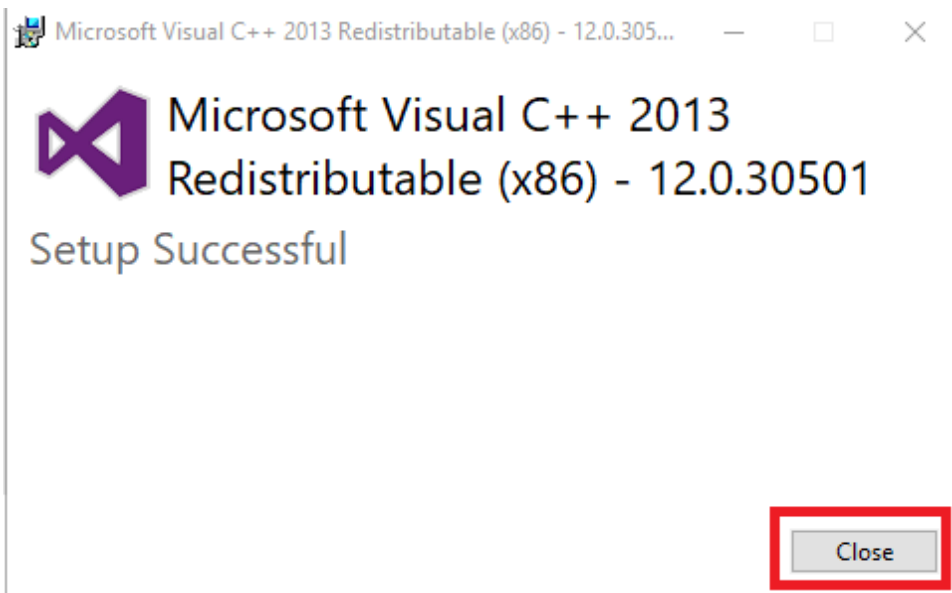 Microsoft Visual C++ 2013 Redistributable (x86) - 12.0.305...
Microsoft Visual C++ 2013
Redistributable (x86) - 12.0.30501
Setup Successful
Close